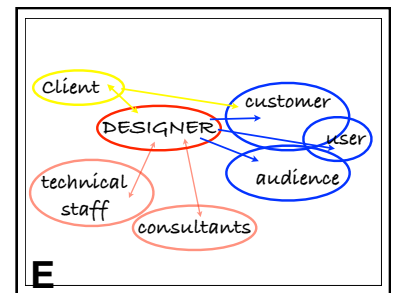 Client
customer
DESIGNER
user
audience
technical
staff
consultants
E